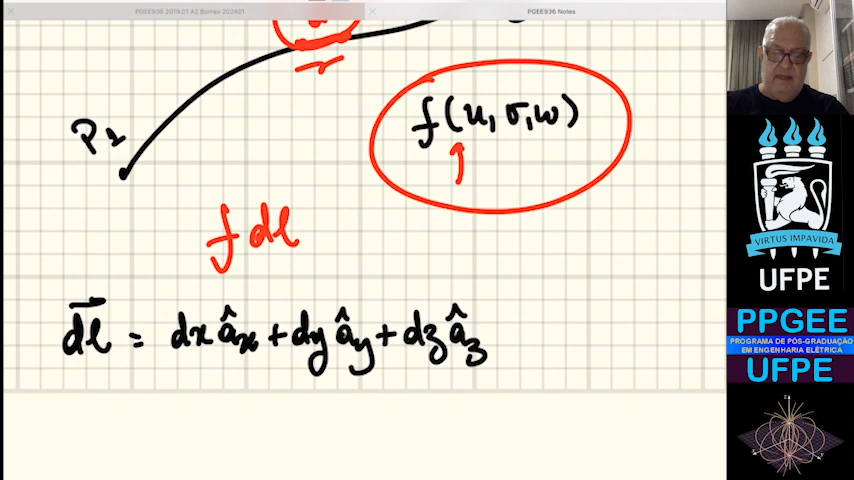 PGEE936 2019.01 A2 Borrex 202401
PGEE936 Notes
P1
f(u, v, w)
f dl
dl = dx âx + dy ây + dz âz
VIRTUS IMPAVIDA
UFPE
PPGEE
PROGRAMA DE PÓS-GRADUAÇÃO
EM ENGENHARIA ELÉTRICA
UFPE